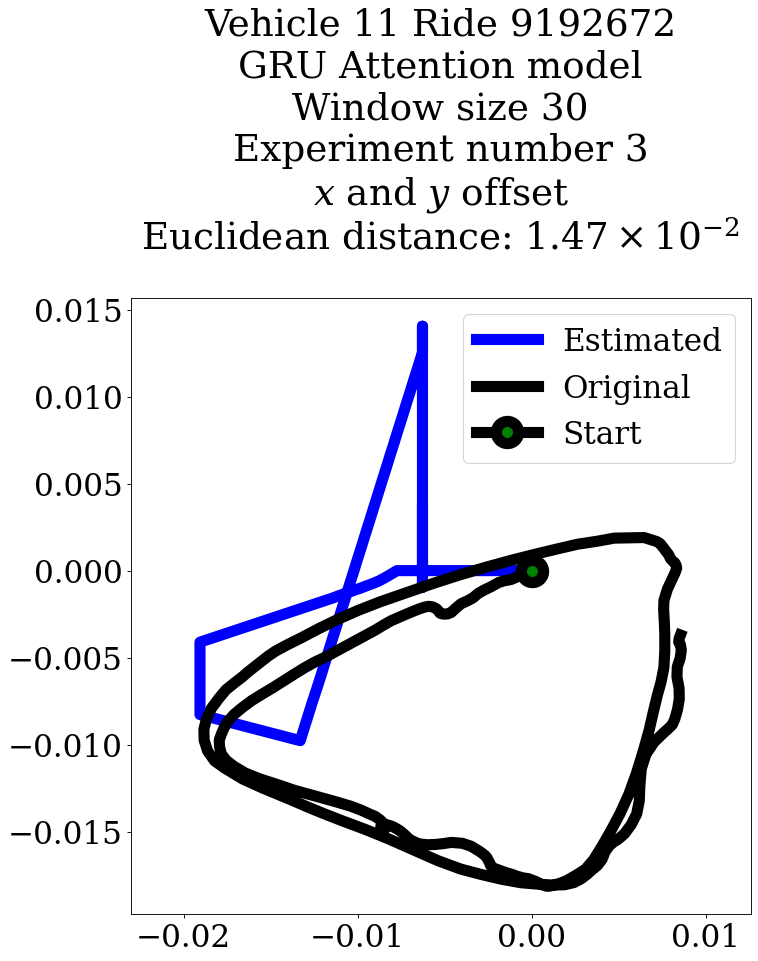 Vehicle 11 Ride 9192672
GRU Attention model
Window size 30
Experiment number 3
x and y offset
Euclidean distance: 1.47 × 10⁻²
0.015
0.010
0.005
0.000
−0.005
−0.010
−0.015
Estimated
Original
Start
−0.02
−0.01
0.00
0.01